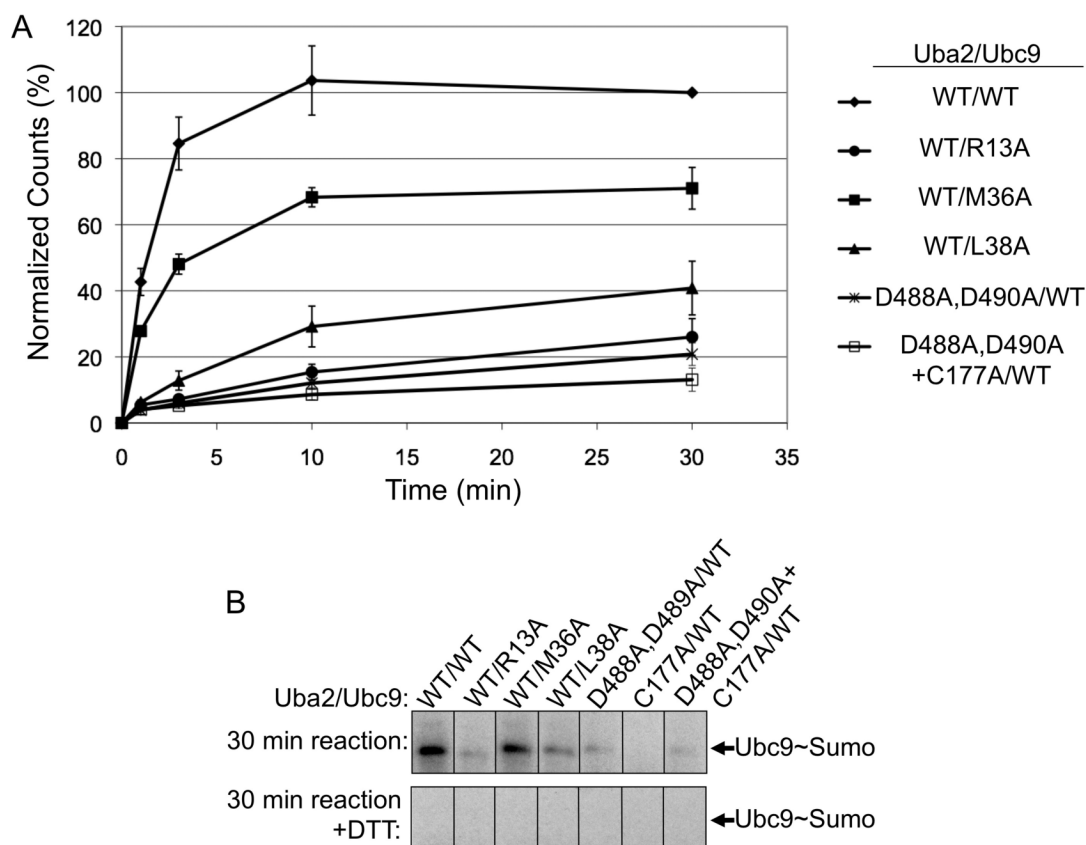 A
Normalized Counts (%)
120
100
80
60
40
20
0
0 5 10 15 20 25 30 35
Time (min)
Uba2/Ubc9
WT/WT
WT/R13A
WT/M36A
WT/L38A
D488A,D490A/WT
D488A,D490A
+C177A/WT
B
Uba2/Ubc9:
WT/WT
WT/R13A
WT/M36A
WT/L38A
D488A,D489A/WT
C177A/WT
D488A,D490A+
C177A/WT
30 min reaction:
Ubc9~Sumo
30 min reaction
+DTT:
Ubc9~Sumo